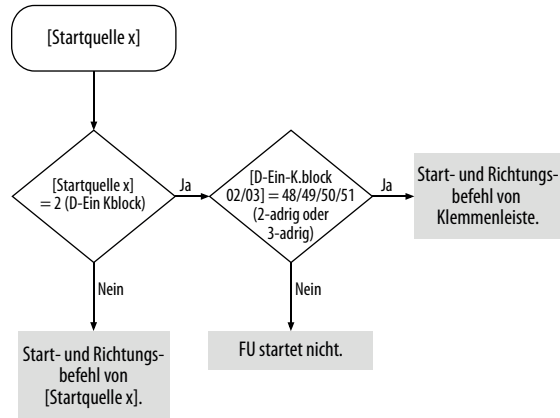 [Startquelle x]
[Startquelle x]
= 2 (D-Ein Kblock)
Ja
[D-Ein-K.block
02/03] = 48/49/50/51
(2-adrig oder
3-adrig)
Ja
Start- und Richtungs-
befehl von
Klemmenleiste.
Nein
Nein
Start- und Richtungs-
befehl von
[Startquelle x].
FU startet nicht.